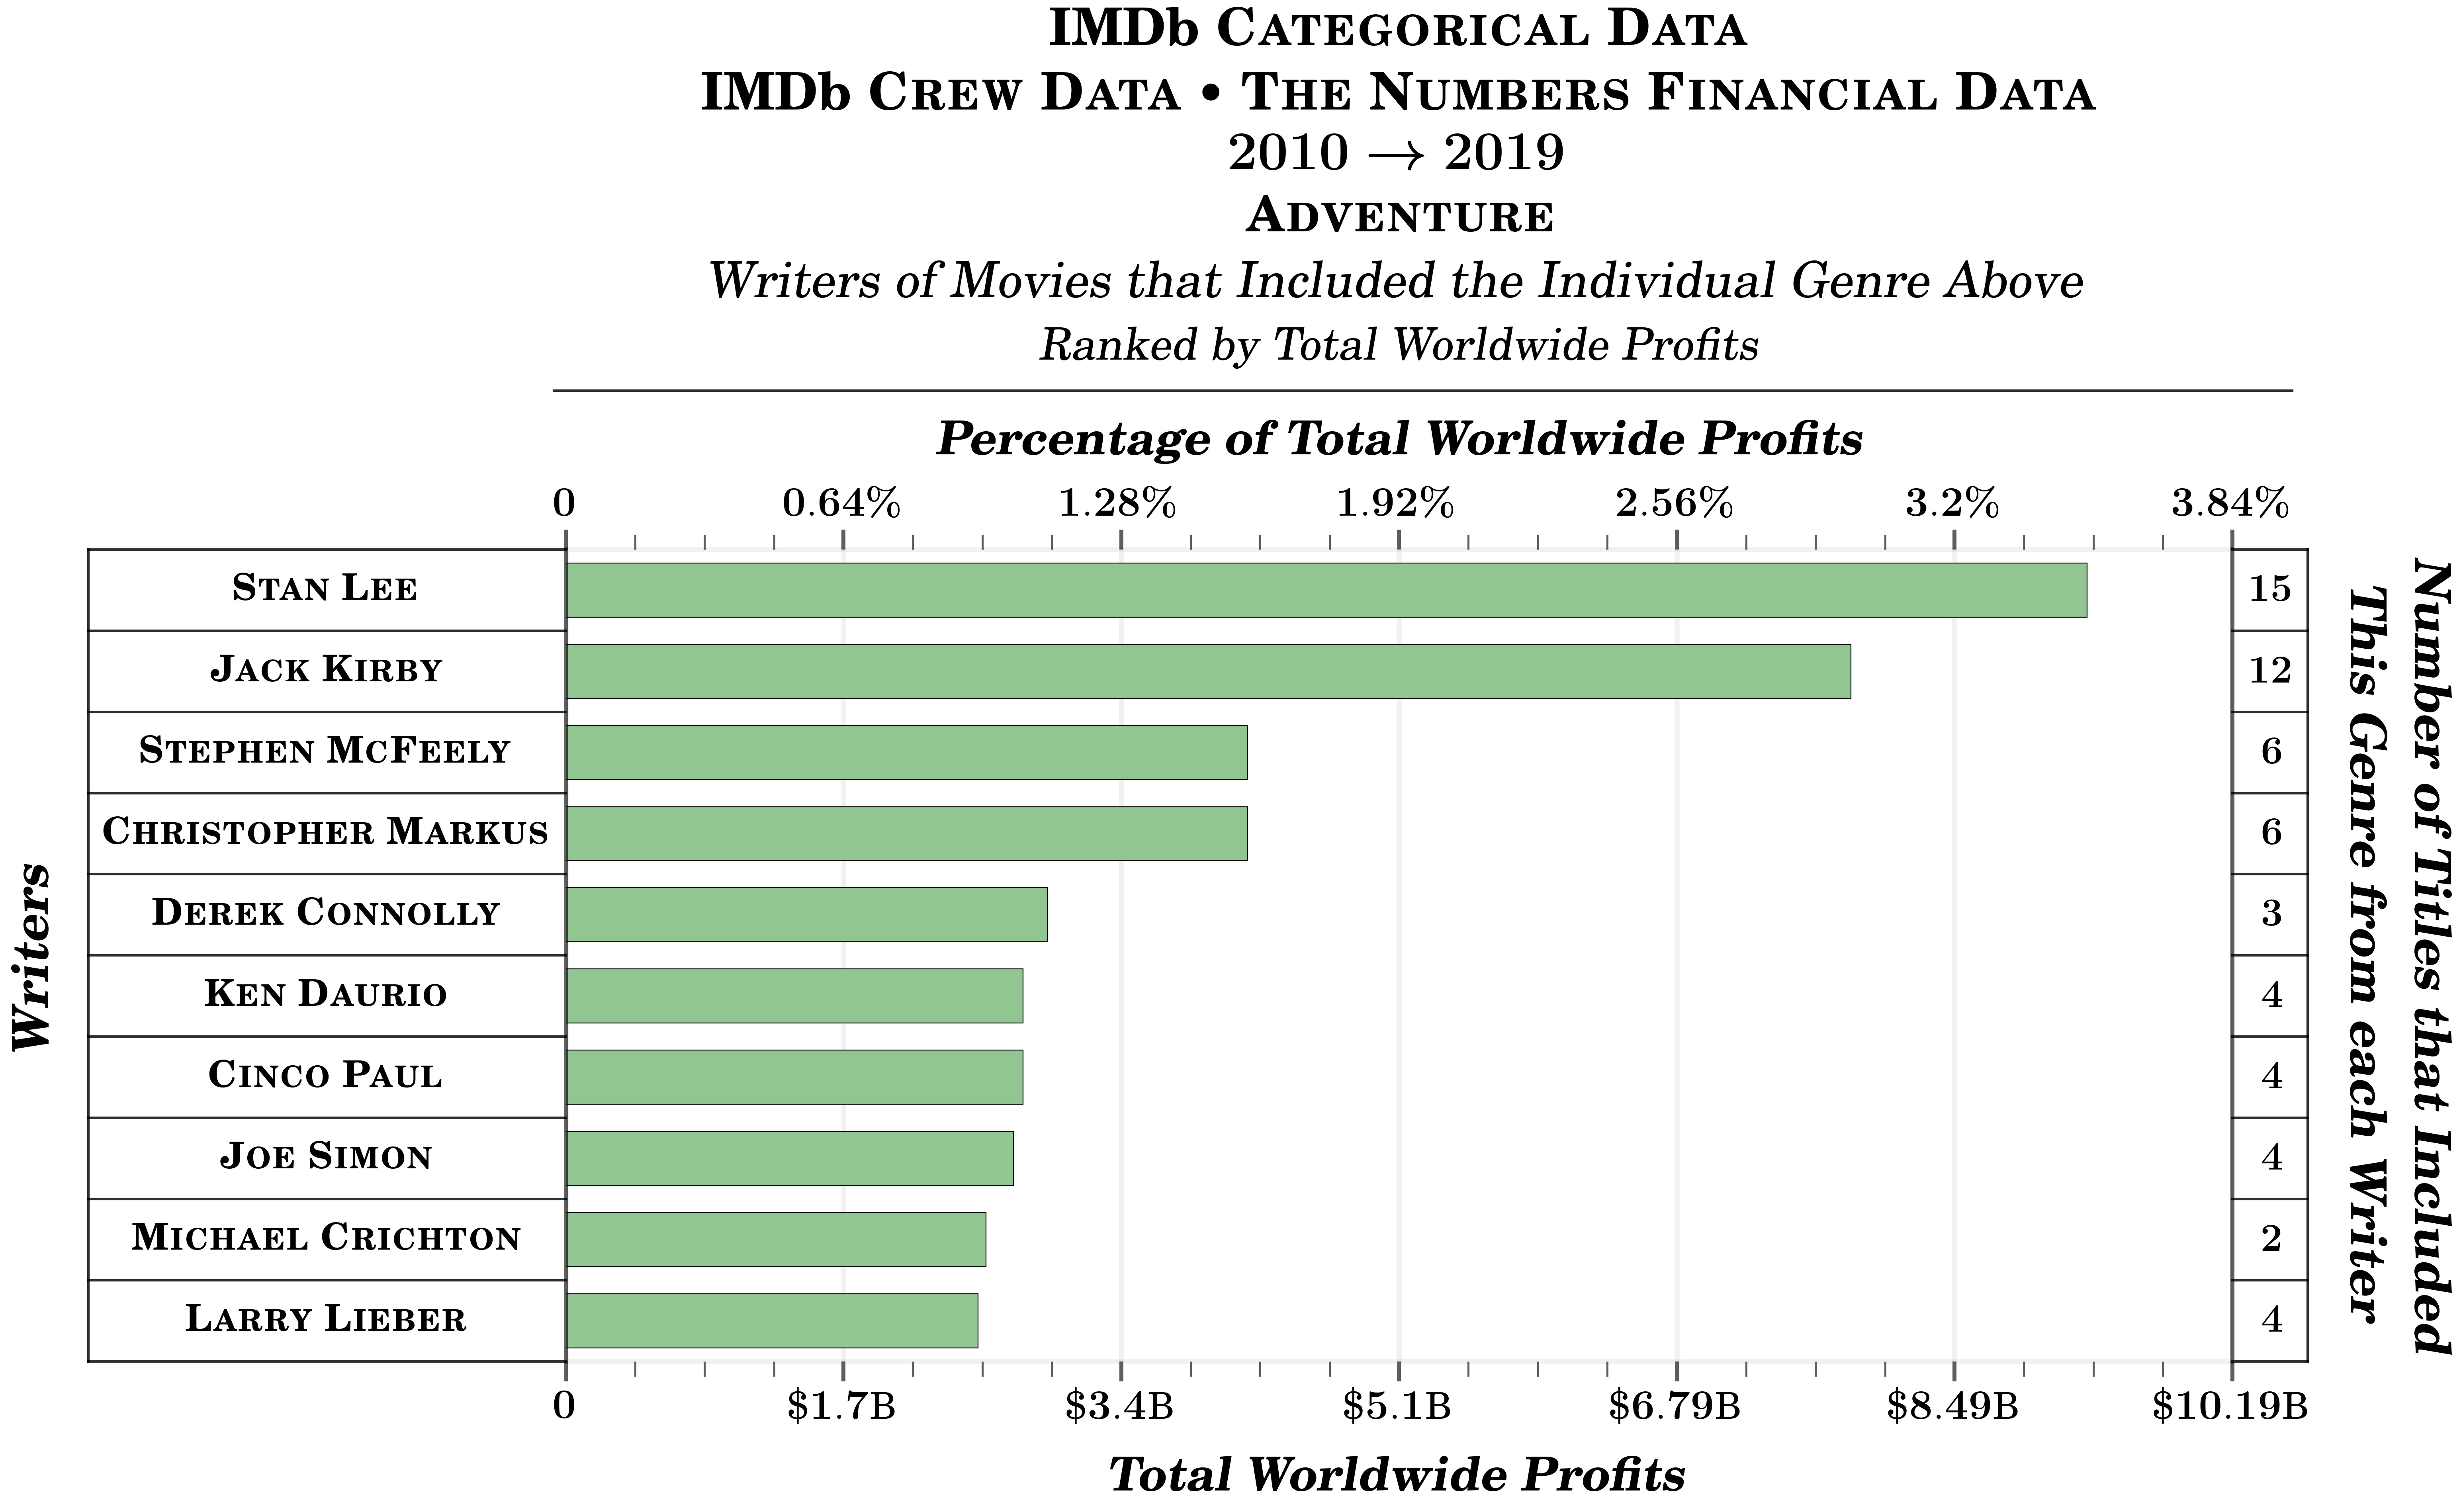 IMDb Categorical Data
IMDb Crew Data • The Numbers Financial Data
2010 → 2019
Adventure
Writers of Movies that Included the Individual Genre Above
Ranked by Total Worldwide Profits
Percentage of Total Worldwide Profits
0 0.64% 1.28% 1.92% 2.56% 3.2% 3.84%
Writers
Stan Lee 15
Jack Kirby 12
Stephen McFeely 6
Christopher Markus 6
Derek Connolly 3
Ken Daurio 4
Cinco Paul 4
Joe Simon 4
Michael Crichton 2
Larry Lieber 4
Number of Titles that Included
This Genre from each Writer
0 $1.7B $3.4B $5.1B $6.79B $8.49B $10.19B
Total Worldwide Profits